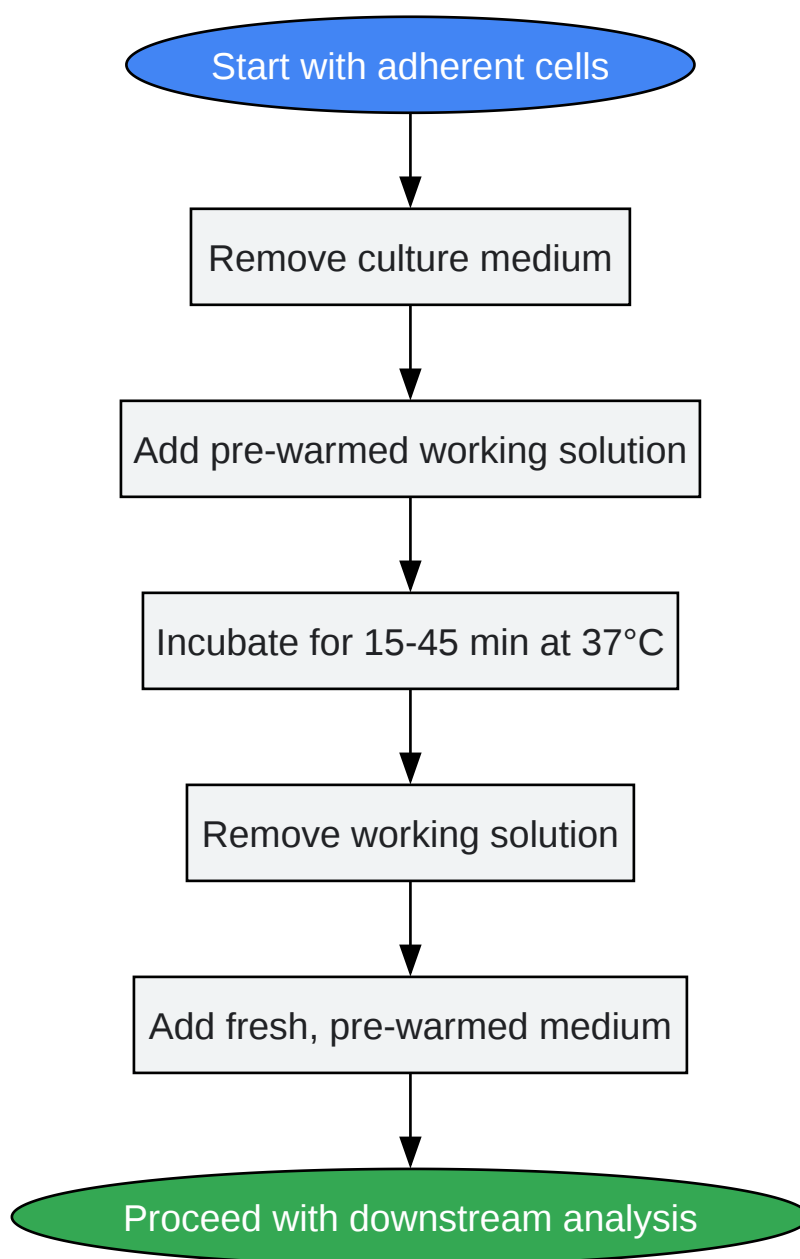 Start with adherent cells
Remove culture medium
Add pre-warmed working solution
Incubate for 15-45 min at 37°C
Remove working solution
Add fresh, pre-warmed medium
Proceed with downstream analysis